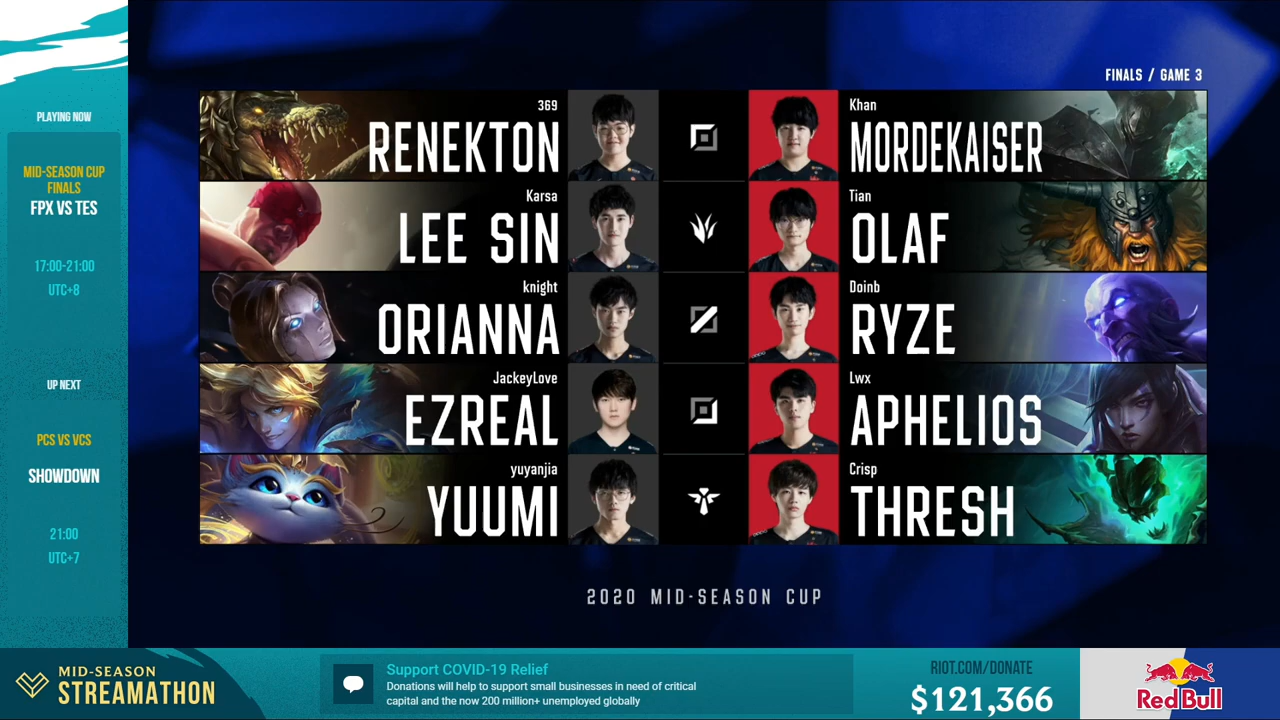 PLAYING NOW
MID-SEASON CUP
FINALS
FPX VS TES
17:00-21:00
UTC+8
UP NEXT
PCS VS VCS
SHOWDOWN
21:00
UTC+7
FINALS / GAME 3
369
RENEKTON
Khan
MORDEKAISER
Karsa
LEE SIN
Tian
OLAF
knight
ORIANNA
Doinb
RYZE
JackeyLove
EZREAL
Lwx
APHELIOS
yuyanjia
YUUMI
Crisp
THRESH
2020 MID-SEASON CUP
MID-SEASON
STREAMATHON
Support COVID-19 Relief
Donations will help to support small businesses in need of critical
capital and the now 200 million+ unemployed globally
RIOT.COM/DONATE
$121,366
Red Bull